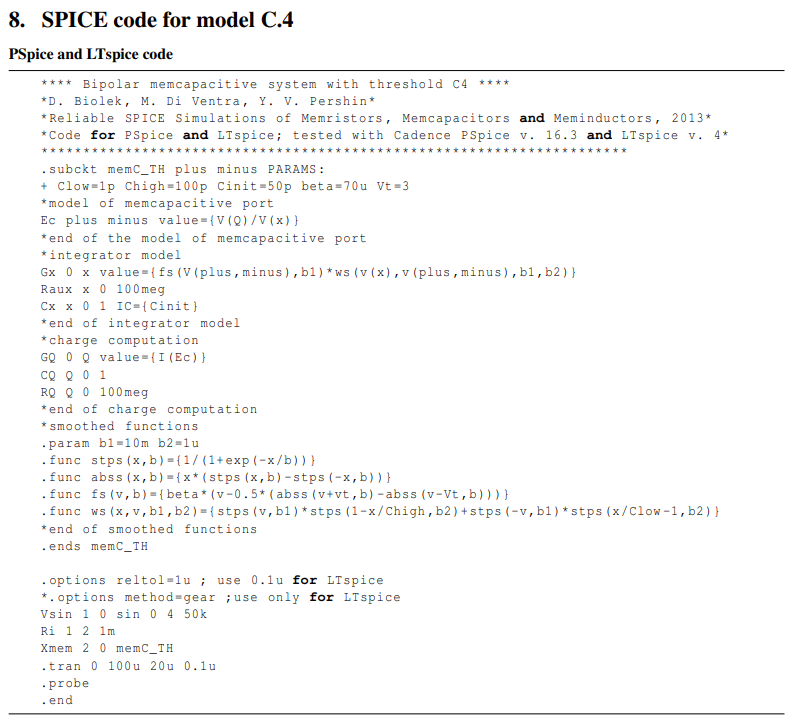 8. SPICE code for model C.4
PSpice and LTspice code
**** Bipolar memcapacitive system with threshold C4 ****
*D. Biolek, M. Di Ventra, Y. V. Pershin*
*Reliable SPICE Simulations of Memristors, Memcapacitors and Meminductors, 2013*
*Code for PSpice and LTspice; tested with Cadence PSpice v. 16.3 and LTspice v. 4*
**********************************************************************
.subckt memC_TH plus minus PARAMS:
+ Clow=1p Chigh=100p Cinit=50p beta=70u Vt=3
*model of memcapacitive port
Ec plus minus value={V(Q)/V(x)}
*end of the model of memcapacitive port
*integrator model
Gx 0 x value={fs(V(plus,minus),b1)*ws(v(x),v(plus,minus),b1,b2)}
Raux x 0 100meg
Cx x 0 1 IC={Cinit}
*end of integrator model
*charge computation
GQ 0 Q value={I(Ec)}
CQ Q 0 1
RQ Q 0 100meg
*end of charge computation
*smoothed functions
.param b1=10m b2=1u
.func stps(x,b)={1/(1+exp(-x/b))}
.func abss(x,b)={x*(stps(x,b)-stps(-x,b))}
.func fs(v,b)={beta*(v-0.5*(abss(v+vt,b)-abss(v-Vt,b)))}
.func ws(x,v,b1,b2)={stps(v,b1)*stps(1-x/Chigh,b2)+stps(-v,b1)*stps(x/Clow-1,b2)}
*end of smoothed functions
.ends memC_TH
.options reltol=1u ; use 0.1u for LTspice
*.options method=gear ;use only for LTspice
Vsin 1 0 sin 0 4 50k
Ri 1 2 1m
Xmem 2 0 memC_TH
.tran 0 100u 20u 0.1u
.probe
.end